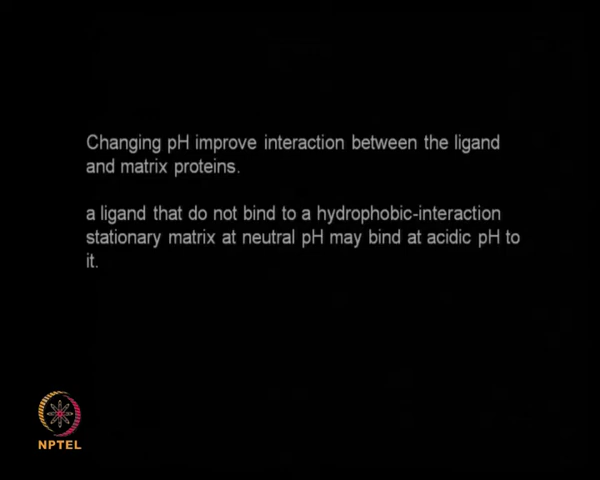 Changing pH improve interaction between the ligand
and matrix proteins.
a ligand that do not bind to a hydrophobic-interaction
stationary matrix at neutral pH may bind at acidic pH to
it.
NPTEL